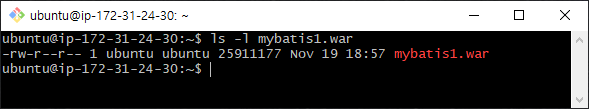 ubuntu@ip-172-31-24-30: ~
ubuntu@ip-172-31-24-30:~$ ls -l mybatis1.war
-rw-r--r-- 1 ubuntu ubuntu 25911177 Nov 19 18:57 mybatis1.war
ubuntu@ip-172-31-24-30:~$